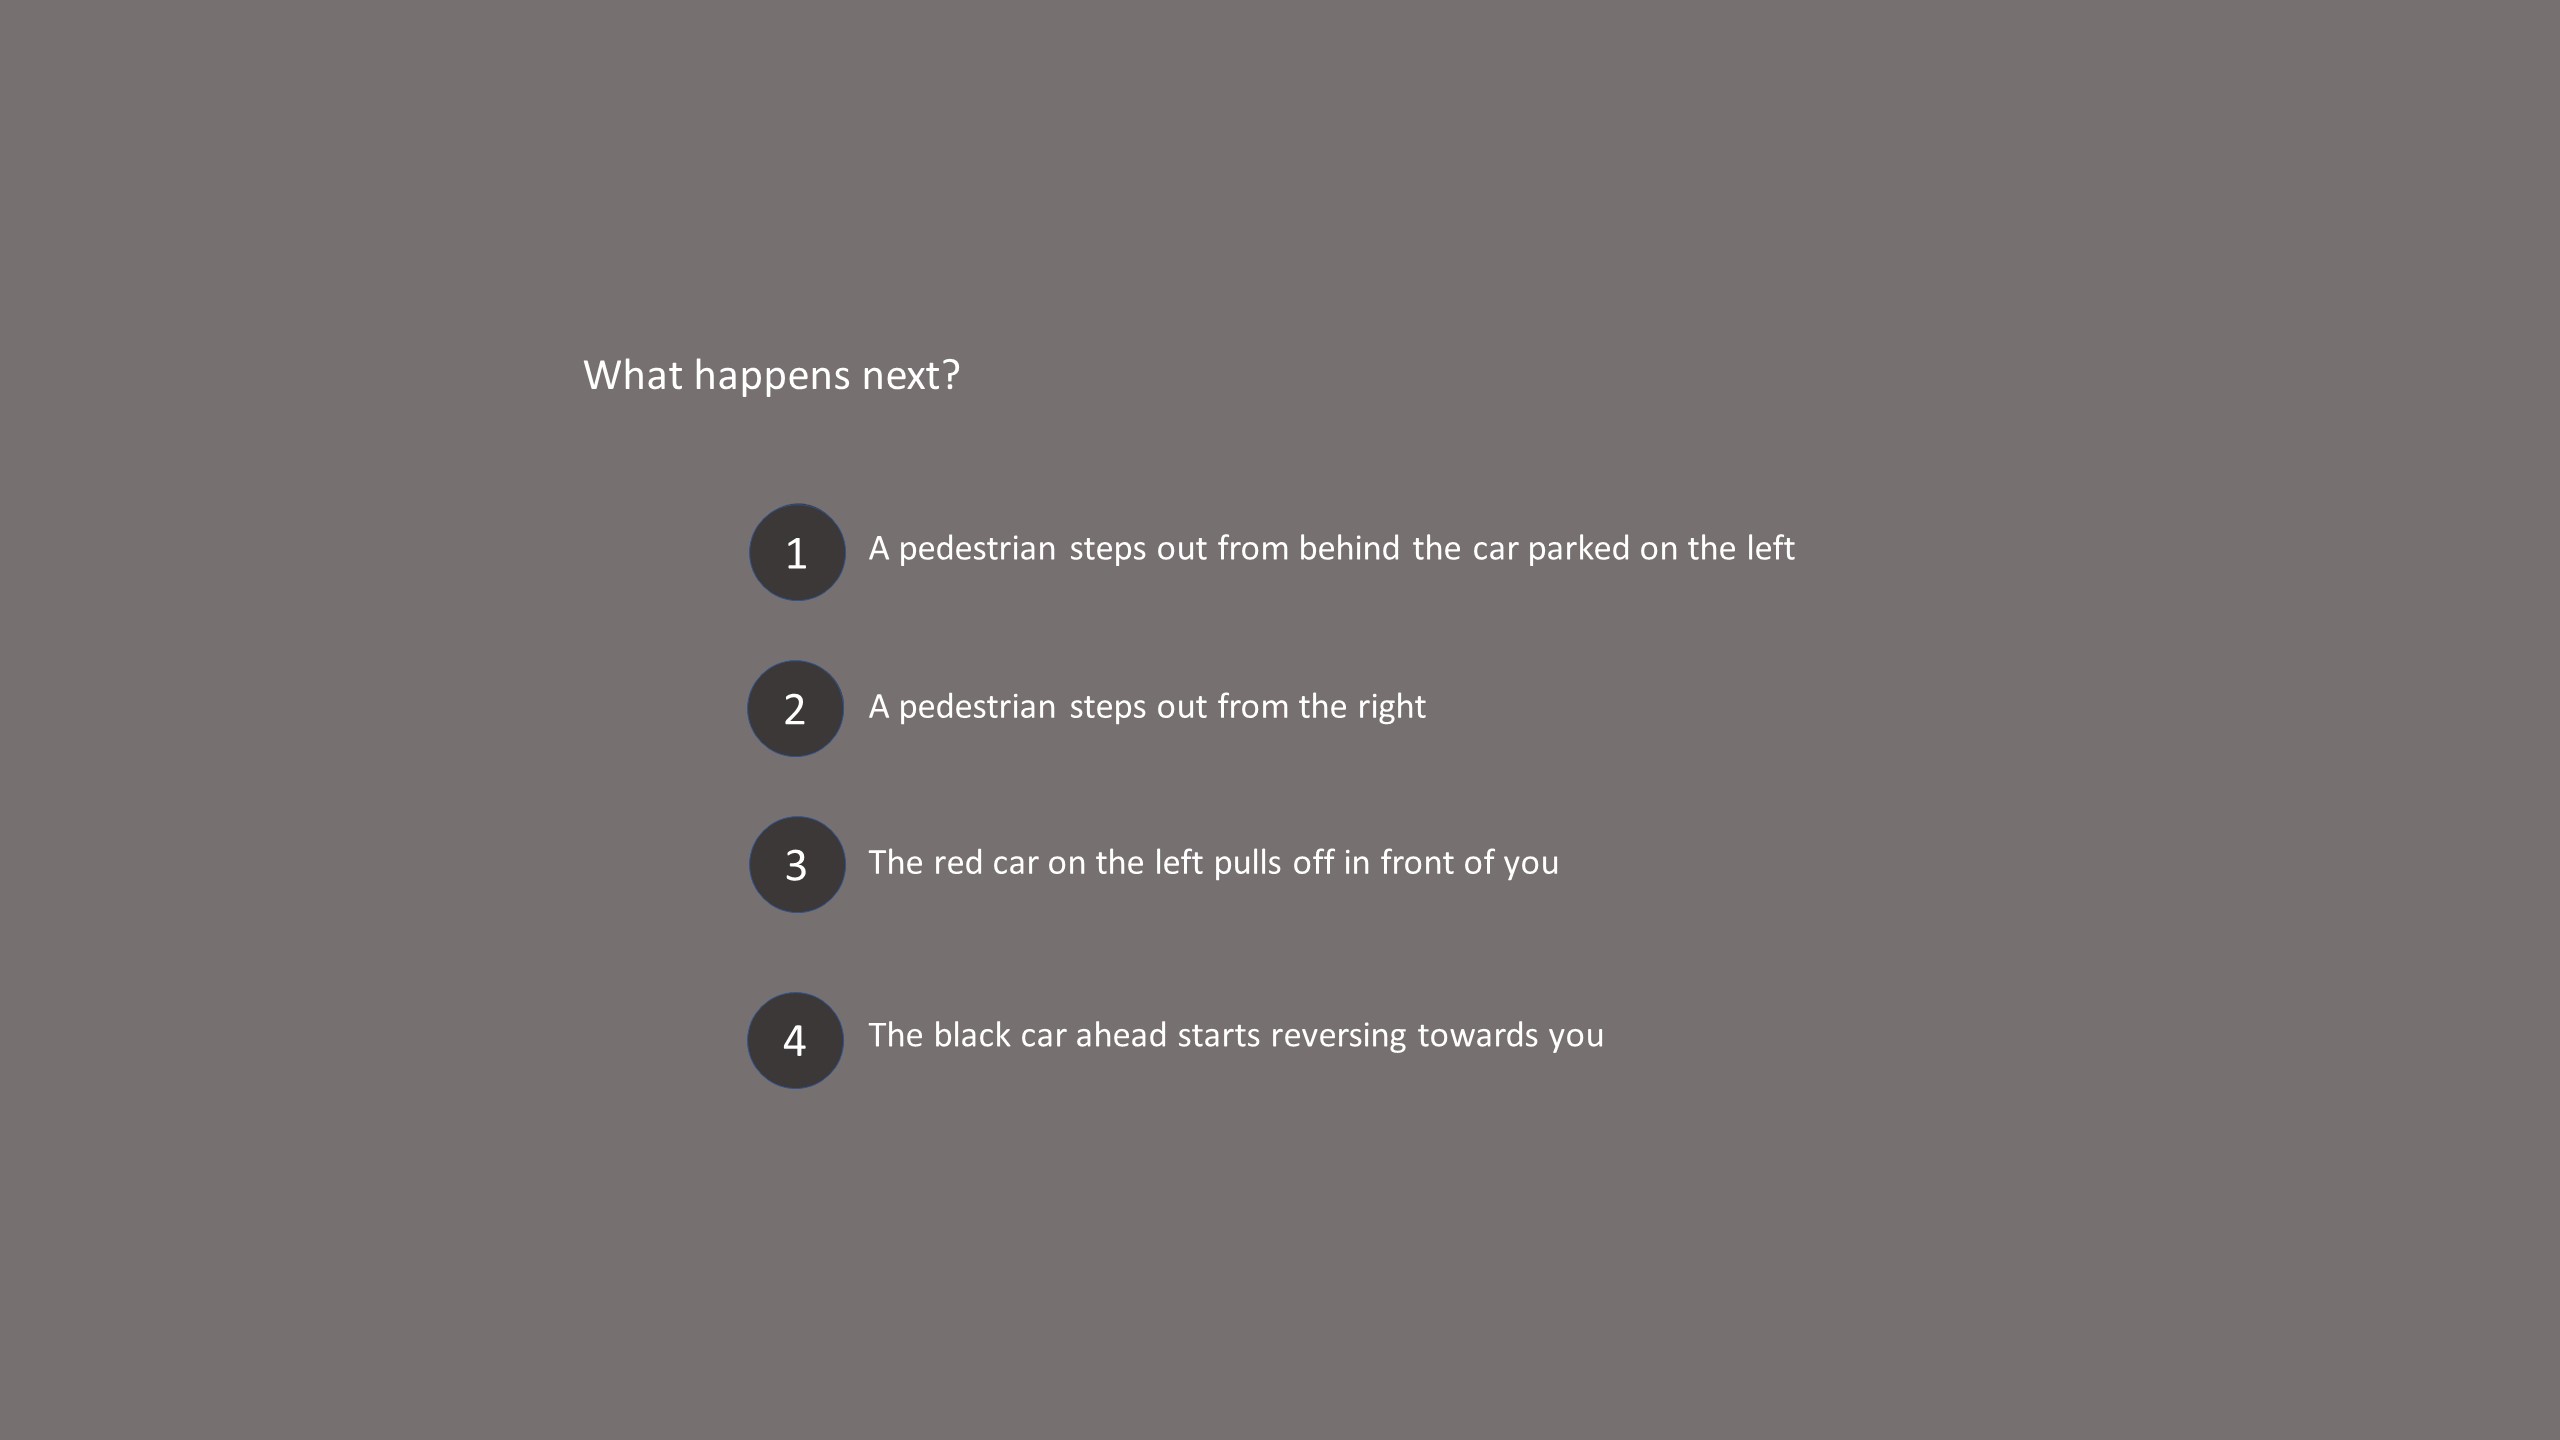 What happens next?
1 A pedestrian steps out from behind the car parked on the left
2 A pedestrian steps out from the right
3 The red car on the left pulls off in front of you
4 The black car ahead starts reversing towards you